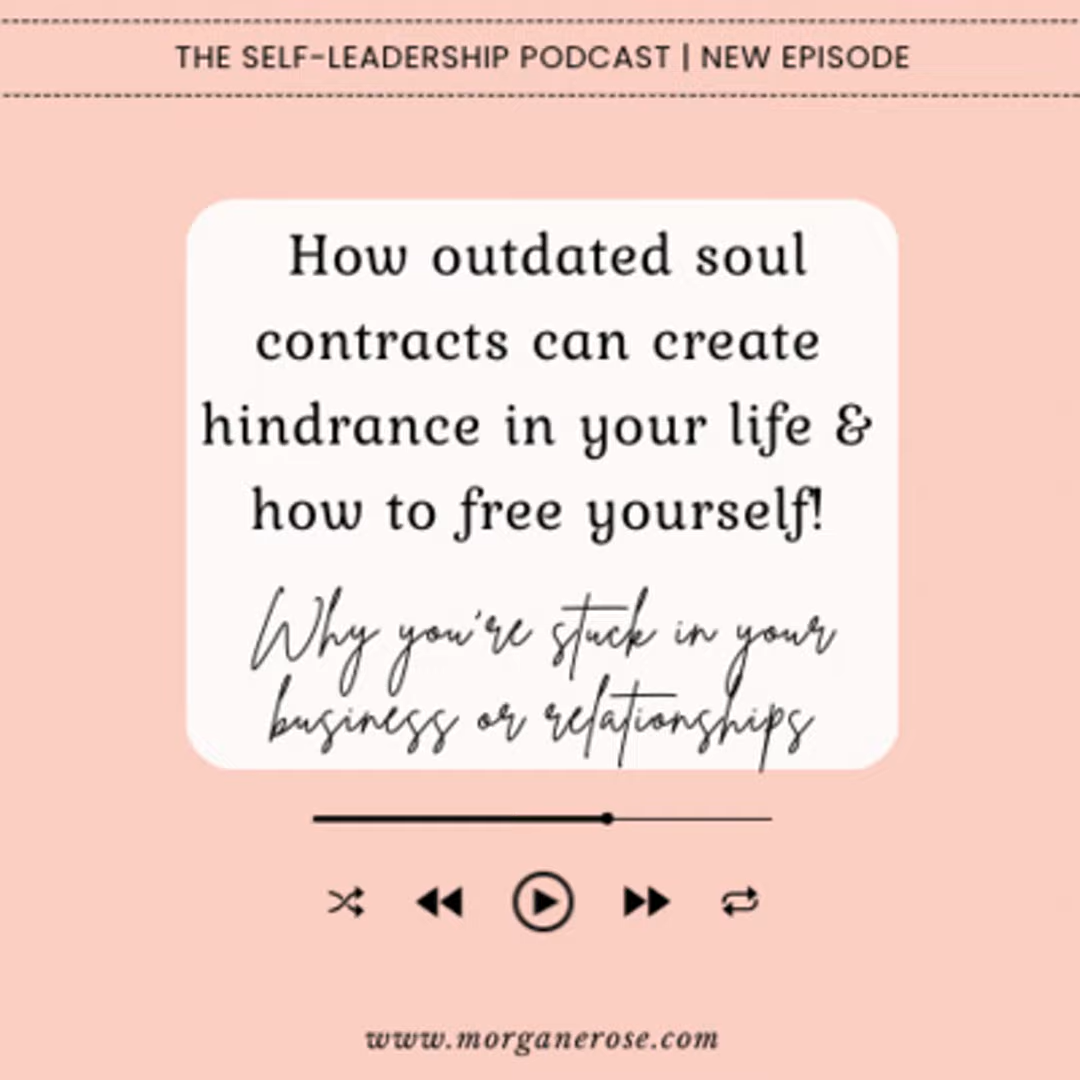 THE SELF-LEADERSHIP PODCAST | NEW EPISODE
How outdated soul
contracts can create
hindrance in your life &
how to free yourself!
Why you're stuck in your
business or relationships
www.morganerose.com